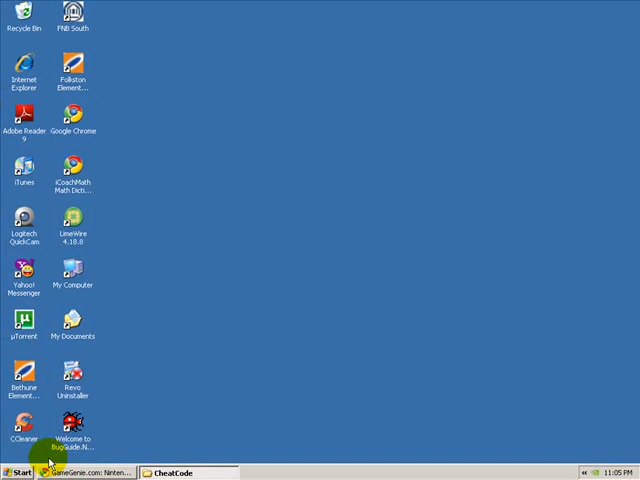 Recycle Bin
FNB South
Internet
Explorer
Folkston
Element...
Adobe Reader
9
Google Chrome
iTunes
iCoachMath
Math Dicti...
Logitech
QuickCam
LimeWire
4.18.8
Yahoo!
Messenger
My Computer
µTorrent
My Documents
Bethune
Element...
Revo
Uninstaller
CCleaner
Welcome to
BugGuide.N...
Start
GameGenie.com: Ninten...
CheatCode
11:05 PM